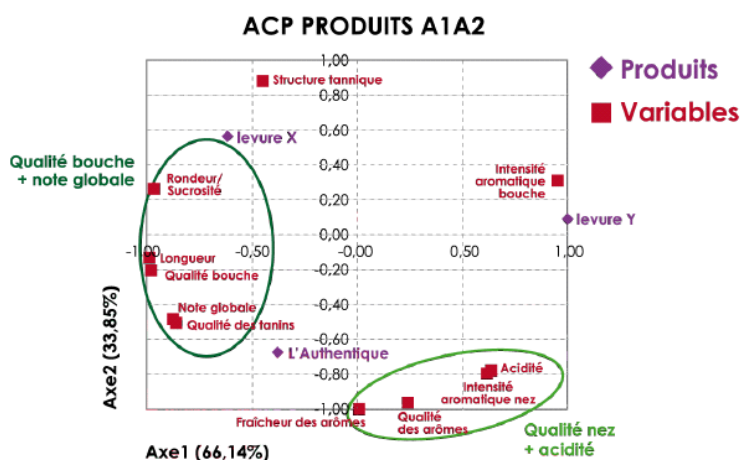 ACP PRODUITS A1A2
1,00
Structure tannique
0,80
Produits
Variables
0,60
levure X
Qualité bouche
+ note globale
0,40
Rondeur/
Sucrosité
Intensité
aromatique
bouche
0,20
levure Y
0,00
-1,00
-0,50
-0,00
0,50
1,00
Longueur
-0,20
Qualité bouche
-0,40
Note globale
Qualité des tanins
-0,60
L'Authentique
-0,80
Acidité
Intensité
aromatique nez
-1,00
Fraîcheur des arômes
Qualité
des arômes
Qualité nez
+ acidité
Axe2 (33,85%)
Axe1 (66,14%)